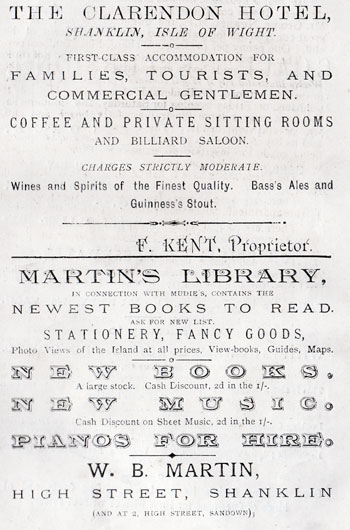 THE CLARENDON HOTEL,
SHANKLIN, ISLE OF WIGHT.
FIRST-CLASS ACCOMMODATION FOR
FAMILIES, TOURISTS, AND
COMMERCIAL GENTLEMEN.
COFFEE AND PRIVATE SITTING ROOMS
AND BILLIARD SALOON.
CHARGES STRICTLY MODERATE.
Wines and Spirits of the Finest Quality. Bass's Ales and
Guinness's Stout.
F. KENT, Proprietor.
MARTIN'S LIBRARY,
IN CONNECTION WITH MUDIE'S, CONTAINS THE
NEWEST BOOKS TO READ.
ASK FOR NEW LIST.
STATIONERY, FANCY GOODS,
Photo Views of the Island at all prices, View-books, Guides, Maps.
NEW BOOKS.
A large stock. Cash Discount, 2d in the 1/-.
NEW MUSIC.
Cash Discount on Sheet Music, 2d in the 1/-.
PIANOS FOR HIRE.
W. B. MARTIN,
HIGH STREET, SHANKLIN
(AND AT 2, HIGH STREET, SANDOWN);